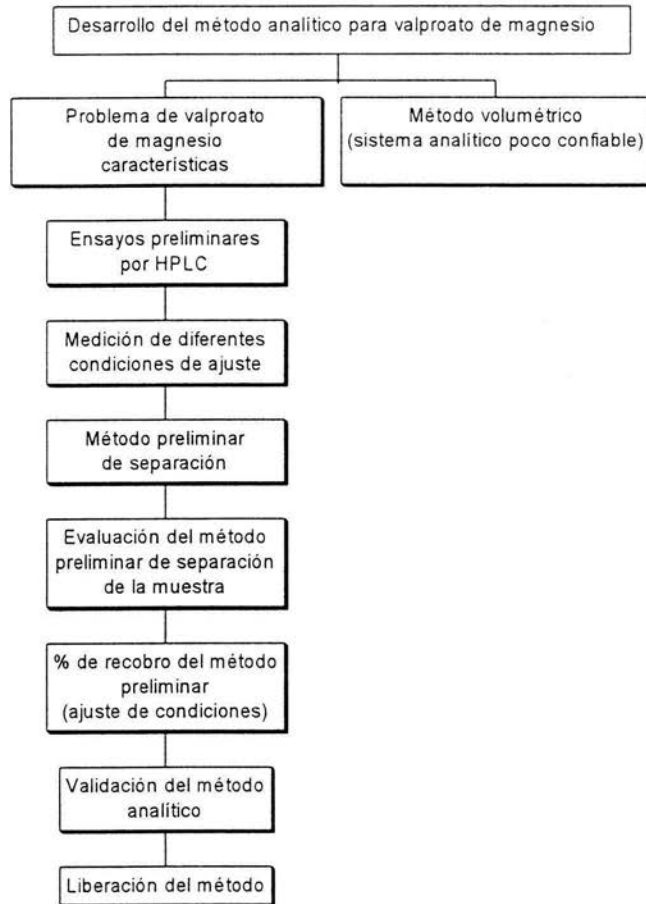 Desarrollo del método analítico para valproato de magnesio
Problema de valproato
de magnesio
características
Método volumétrico
(sistema analítico poco confiable)
Ensayos preliminares
por HPLC
Medición de diferentes
condiciones de ajuste
Método preliminar
de separación
Evaluación del método
preliminar de separación
de la muestra
% de recobro del método
preliminar
(ajuste de condiciones)
Validación del método
analítico
Liberación del método